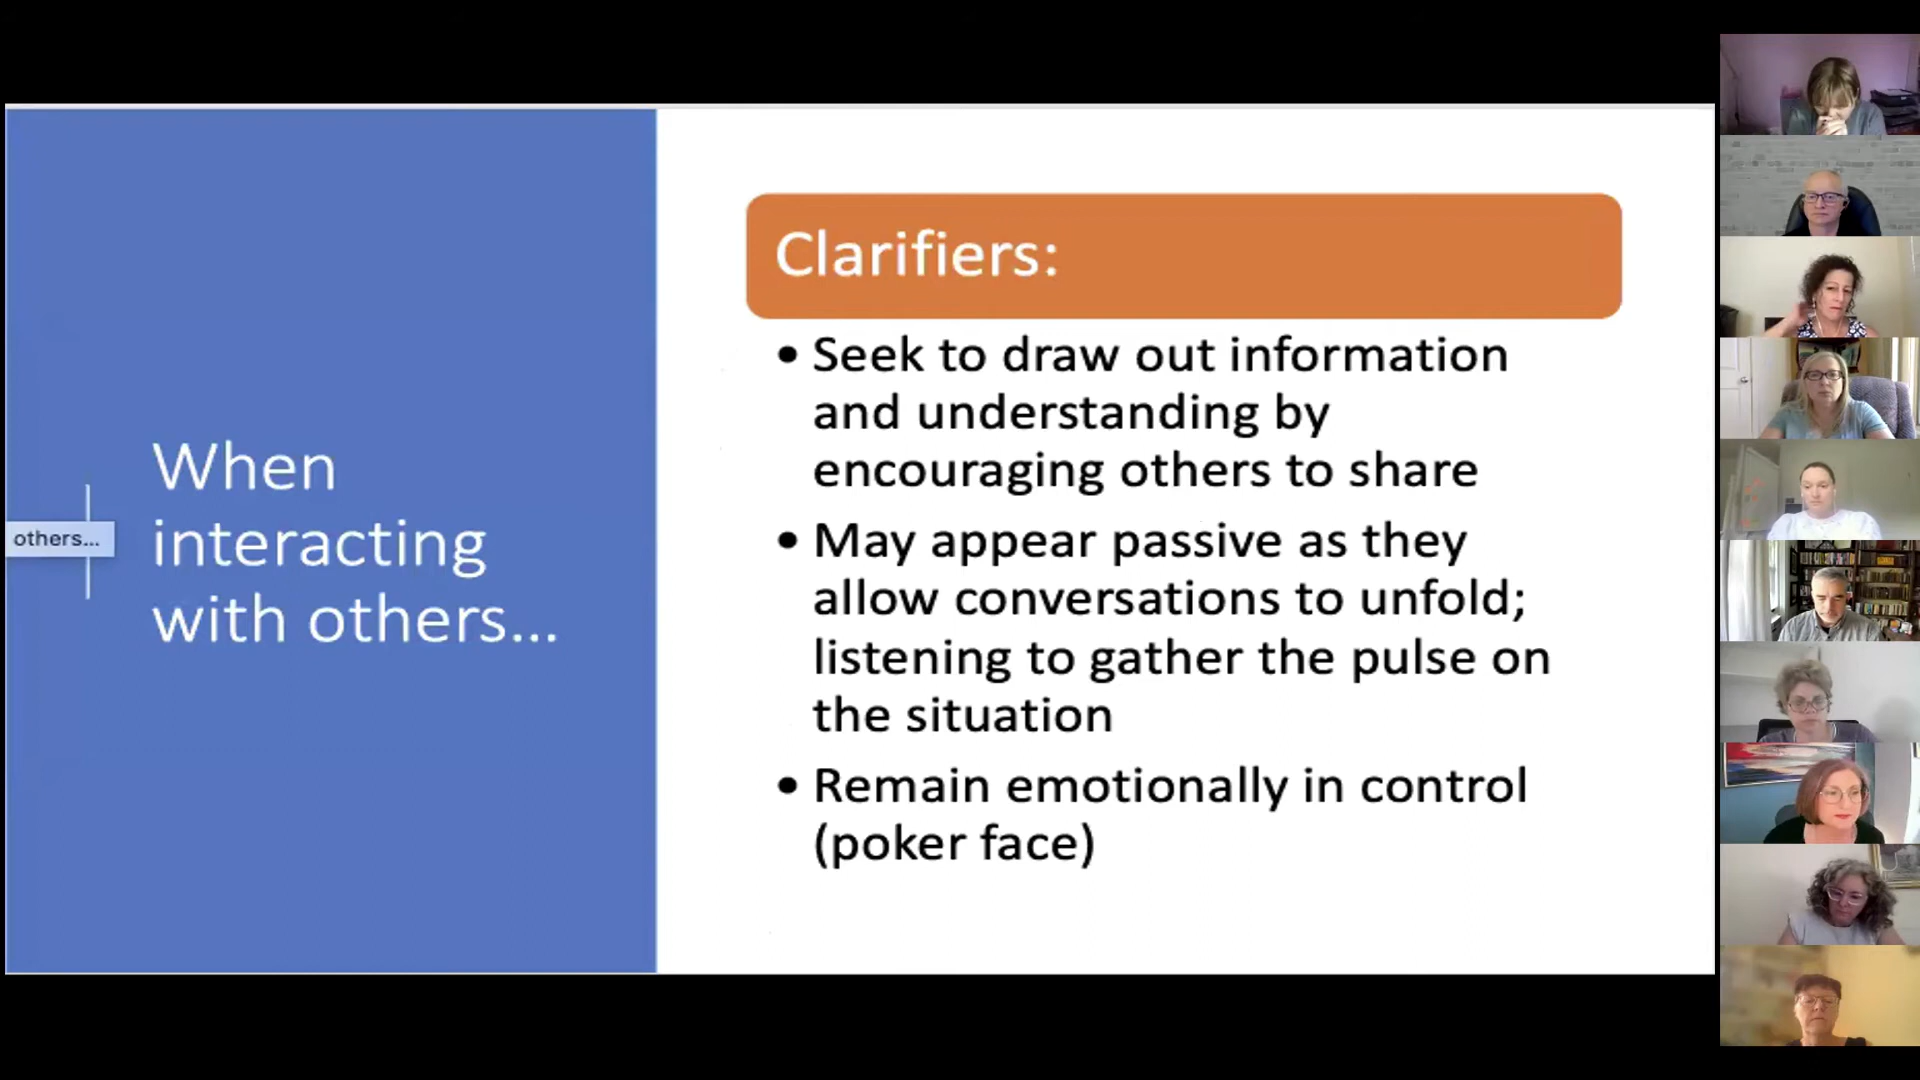 others...
When
interacting
with others...
Clarifiers:
• Seek to draw out information
and understanding by
encouraging others to share
• May appear passive as they
allow conversations to unfold;
listening to gather the pulse on
the situation
• Remain emotionally in control
(poker face)